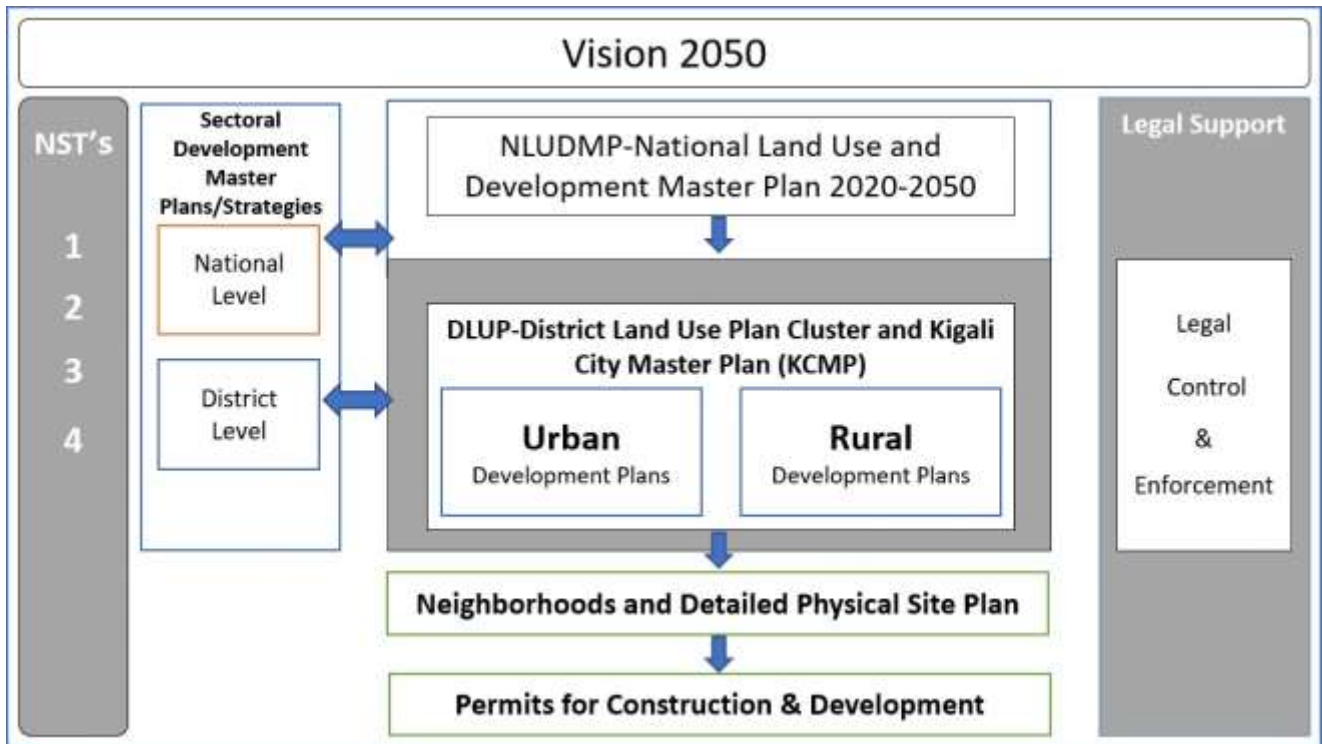 Vision 2050
NST's
1
2
3
4
Sectoral
Development
Master
Plans/Strategies
National
Level
District
Level
NLUDMP-National Land Use and
Development Master Plan 2020-2050
DLUP-District Land Use Plan Cluster and Kigali
City Master Plan (KCMP)
Urban
Development Plans
Rural
Development Plans
Neighborhoods and Detailed Physical Site Plan
Permits for Construction & Development
Legal Support
Legal
Control
&
Enforcement